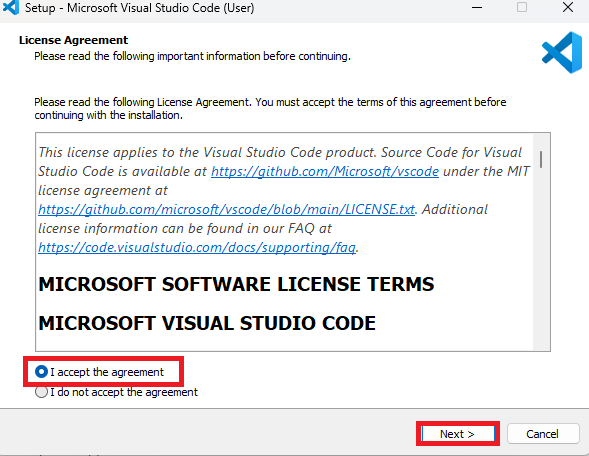 Setup - Microsoft Visual Studio Code (User)
License Agreement
Please read the following important information before continuing.
Please read the following License Agreement. You must accept the terms of this agreement before
continuing with the installation.
This license applies to the Visual Studio Code product. Source Code for Visual
Studio Code is available at https://github.com/Microsoft/vscode under the MIT
license agreement at
https://github.com/microsoft/vscode/blob/main/LICENSE.txt. Additional
license information can be found in our FAQ at
https://code.visualstudio.com/docs/supporting/faq.
MICROSOFT SOFTWARE LICENSE TERMS
MICROSOFT VISUAL STUDIO CODE
I accept the agreement
I do not accept the agreement
Next > Cancel